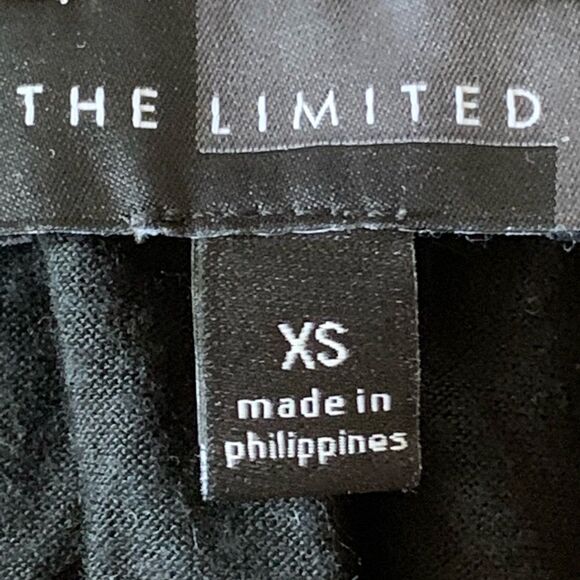 THE LIMITED
XS
made in
philippines